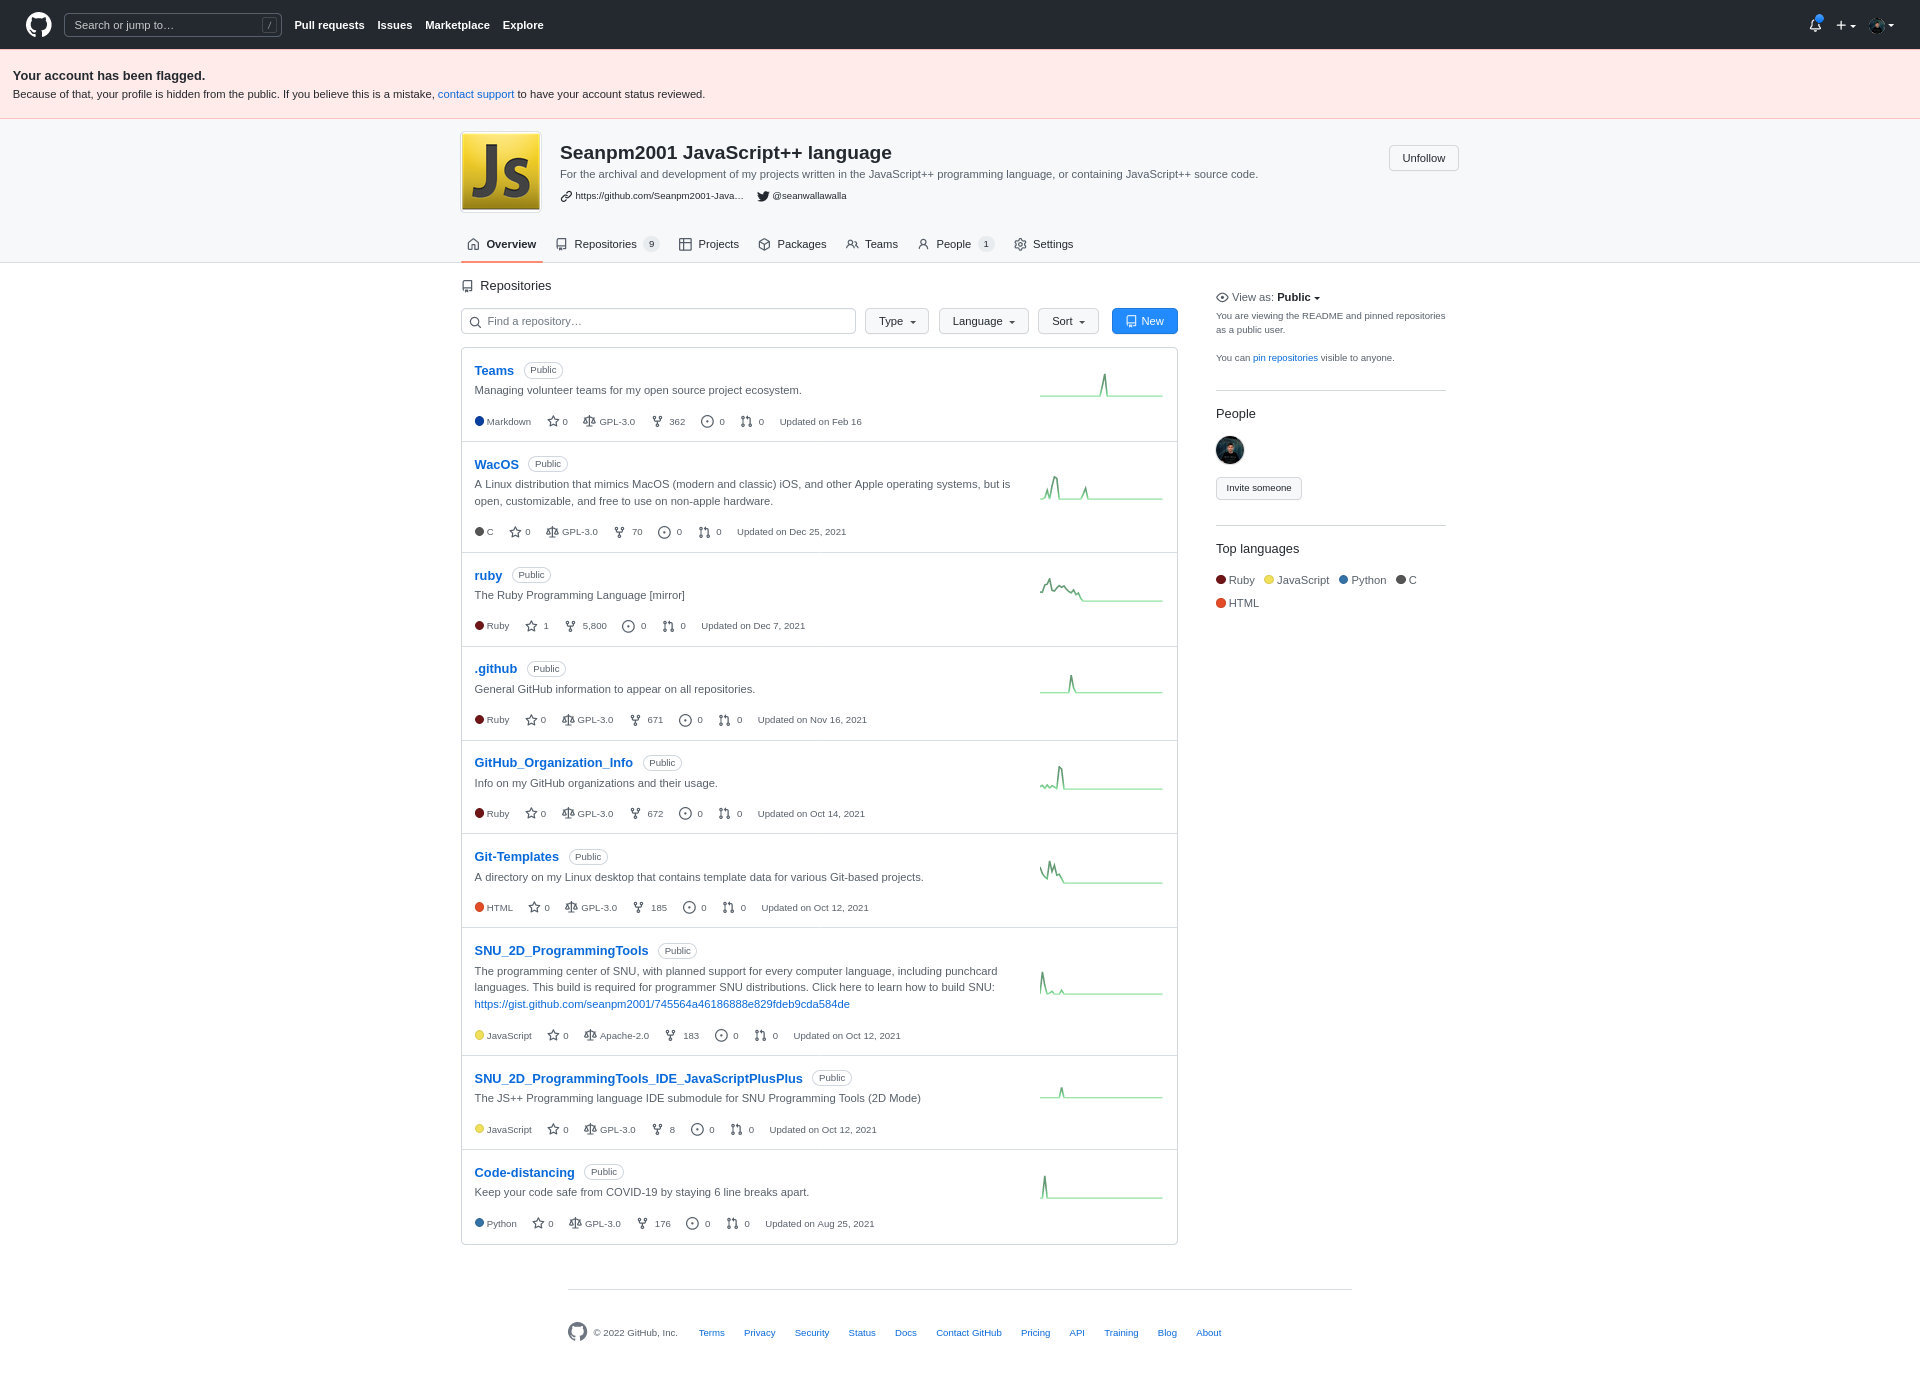 Search or jump to… /
Pull requests Issues Marketplace Explore
Your account has been flagged.
Because of that, your profile is hidden from the public. If you believe this is a mistake, contact support to have your account status reviewed.
Js
Seanpm2001 JavaScript++ language
Unfollow
For the archival and development of my projects written in the JavaScript++ programming language, or containing JavaScript++ source code.
https://github.com/Seanpm2001-Java… @seanwallawalla
Overview Repositories 9 Projects Packages Teams People 1 Settings
Repositories
Find a repository… Type Language Sort New
Teams Public
Managing volunteer teams for my open source project ecosystem.
Markdown 0 GPL-3.0 362 0 0 Updated on Feb 16
WacOS Public
A Linux distribution that mimics MacOS (modern and classic) iOS, and other Apple operating systems, but is
open, customizable, and free to use on non-apple hardware.
C 0 GPL-3.0 70 0 0 Updated on Dec 25, 2021
ruby Public
The Ruby Programming Language [mirror]
Ruby 1 5,800 0 0 Updated on Dec 7, 2021
.github Public
General GitHub information to appear on all repositories.
Ruby 0 GPL-3.0 671 0 0 Updated on Nov 16, 2021
GitHub_Organization_Info Public
Info on my GitHub organizations and their usage.
Ruby 0 GPL-3.0 672 0 0 Updated on Oct 14, 2021
Git-Templates Public
A directory on my Linux desktop that contains template data for various Git-based projects.
HTML 0 GPL-3.0 185 0 0 Updated on Oct 12, 2021
SNU_2D_ProgrammingTools Public
The programming center of SNU, with planned support for every computer language, including punchcard
languages. This build is required for programmer SNU distributions. Click here to learn how to build SNU:
https://gist.github.com/seanpm2001/745564a46186888e829fdeb9cda584de
JavaScript 0 Apache-2.0 183 0 0 Updated on Oct 12, 2021
SNU_2D_ProgrammingTools_IDE_JavaScriptPlusPlus Public
The JS++ Programming language IDE submodule for SNU Programming Tools (2D Mode)
JavaScript 0 GPL-3.0 8 0 0 Updated on Oct 12, 2021
Code-distancing Public
Keep your code safe from COVID-19 by staying 6 line breaks apart.
Python 0 GPL-3.0 176 0 0 Updated on Aug 25, 2021
View as: Public
You are viewing the README and pinned repositories
as a public user.
You can pin repositories visible to anyone.
People
Invite someone
Top languages
Ruby JavaScript Python C
HTML
© 2022 GitHub, Inc. Terms Privacy Security Status Docs Contact GitHub Pricing API Training Blog About